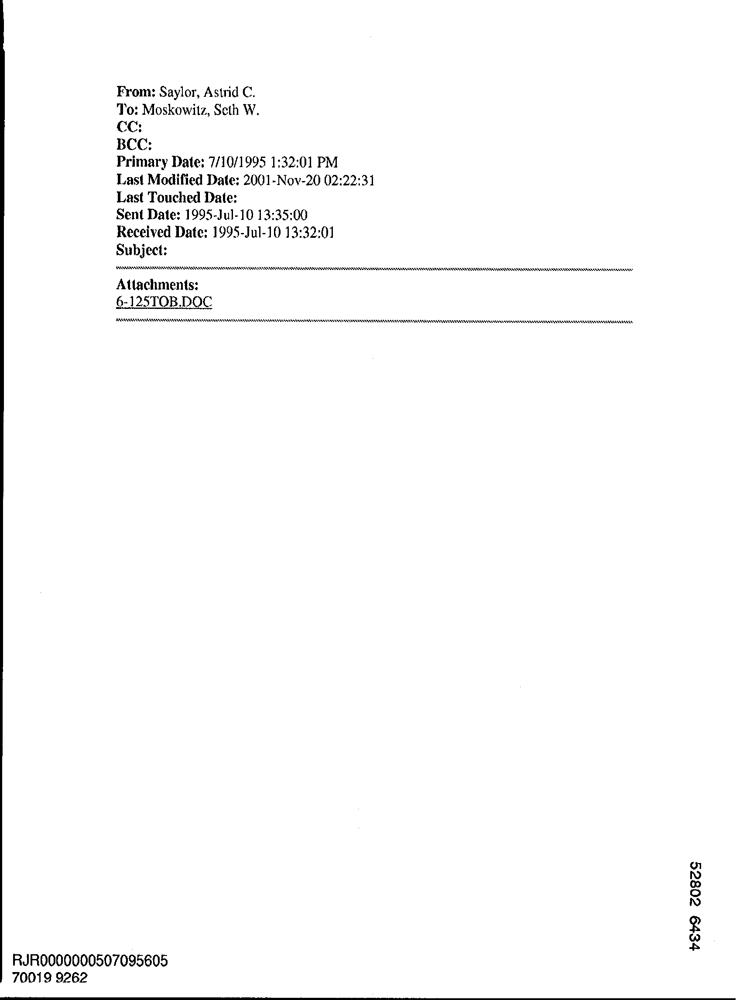 From: Saylor, Astrid C.
To: Moskowitz, Seth W.
CC:
BCC:
Primary Date: 7/10/1995 1:32:01 PM
Last Modified Date: 2001-Nov-20 02:22:31
Last Touched Date:
Sent Date: 1995-Jul-10 13:35:00
Received Date: 1995-Jul-10 13:32:01
Subject:
Attachments:
6-125TOB.DOC
52802 6434
RJR0000000507095605
70019 9262